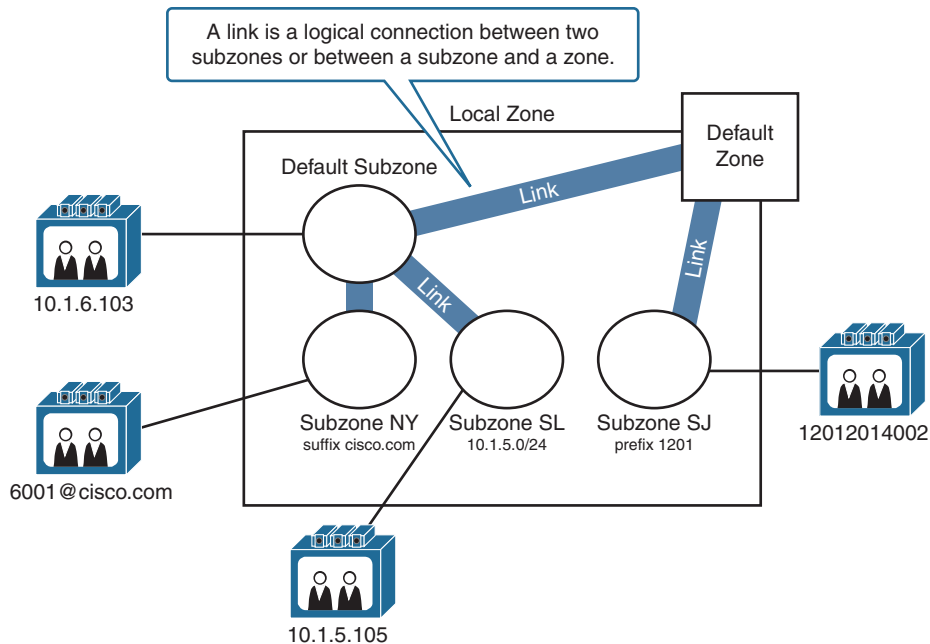 A link is a logical connection between two
subzones or between a subzone and a zone.
Local Zone
Default
Zone
Default Subzone
Link
Link
Link
10.1.6.103
Subzone NY
suffix cisco.com
Subzone SL
10.1.5.0/24
Subzone SJ
prefix 1201
12012014002
6001@cisco.com
10.1.5.105